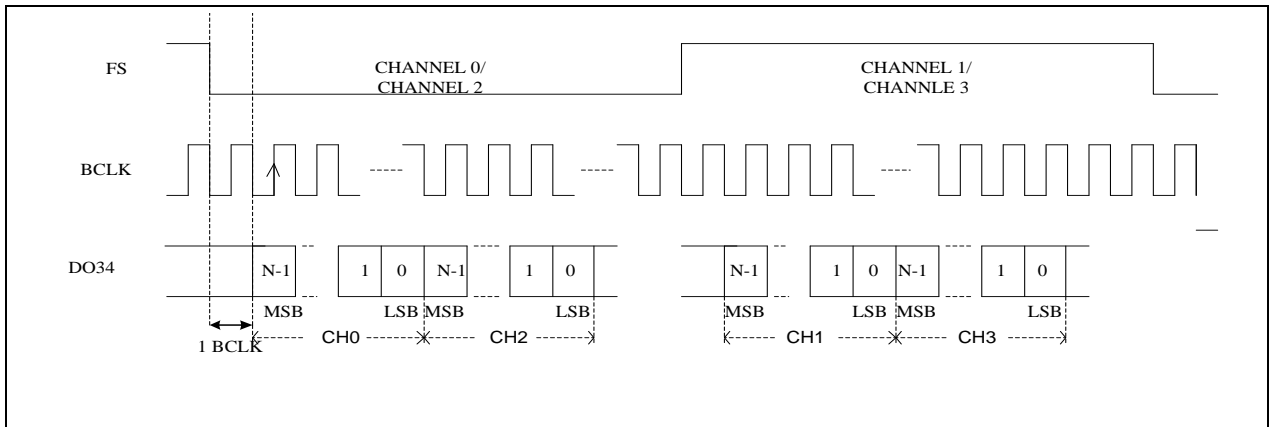 FS
CHANNEL 0/
CHANNEL 2
CHANNEL 1/
CHANNLE 3
BCLK
DO34
N-1 1 0 N-1 1 0 N-1 1 0 N-1 1 0
MSB LSB MSB LSB MSB LSB MSB LSB
1 BCLK CH0 CH2 CH1 CH3